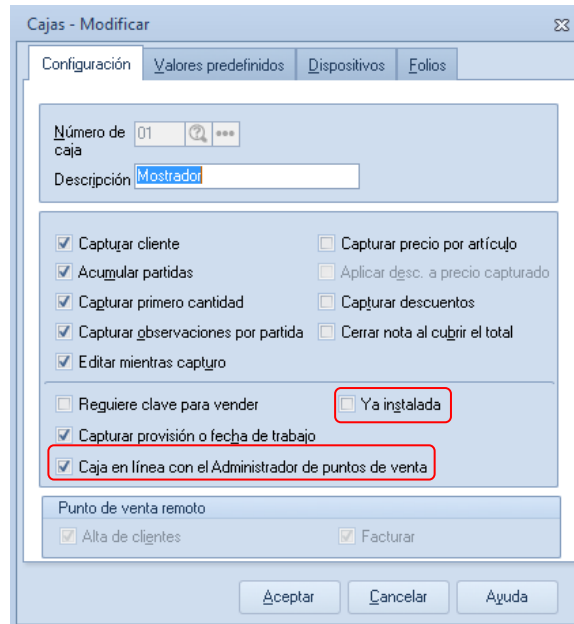 Cajas - Modificar
Configuración Valores predefinidos Dispositivos Folios
Número de caja 01
Descripción Mostrador
Capturar cliente Capturar precio por artículo
Acumular partidas Aplicar desc. a precio capturado
Capturar primero cantidad Capturar descuentos
Capturar observaciones por partida Cerrar nota al cubrir el total
Editar mientras capturo
Requiere clave para vender Ya instalada
Capturar provisión o fecha de trabajo
Caja en línea con el Administrador de puntos de venta
Punto de venta remoto
Alta de clientes Facturar
Aceptar Cancelar Ayuda